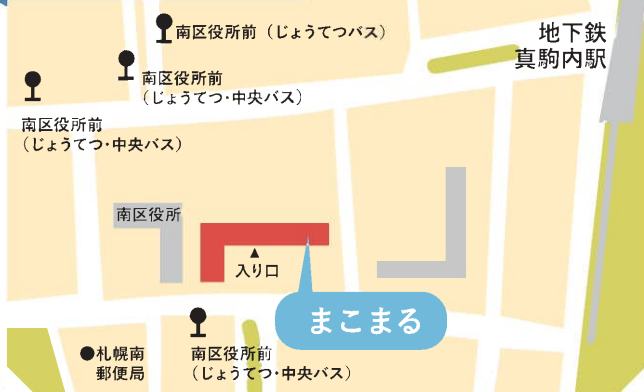 南区役所前（じょうてつバス）
地下鉄
真駒内駅
南区役所前
（じょうてつ・中央バス）
南区役所前
（じょうてつ・中央バス）
南区役所
入り口
まこまる
札幌南
郵便局
南区役所前
（じょうてつ・中央バス）